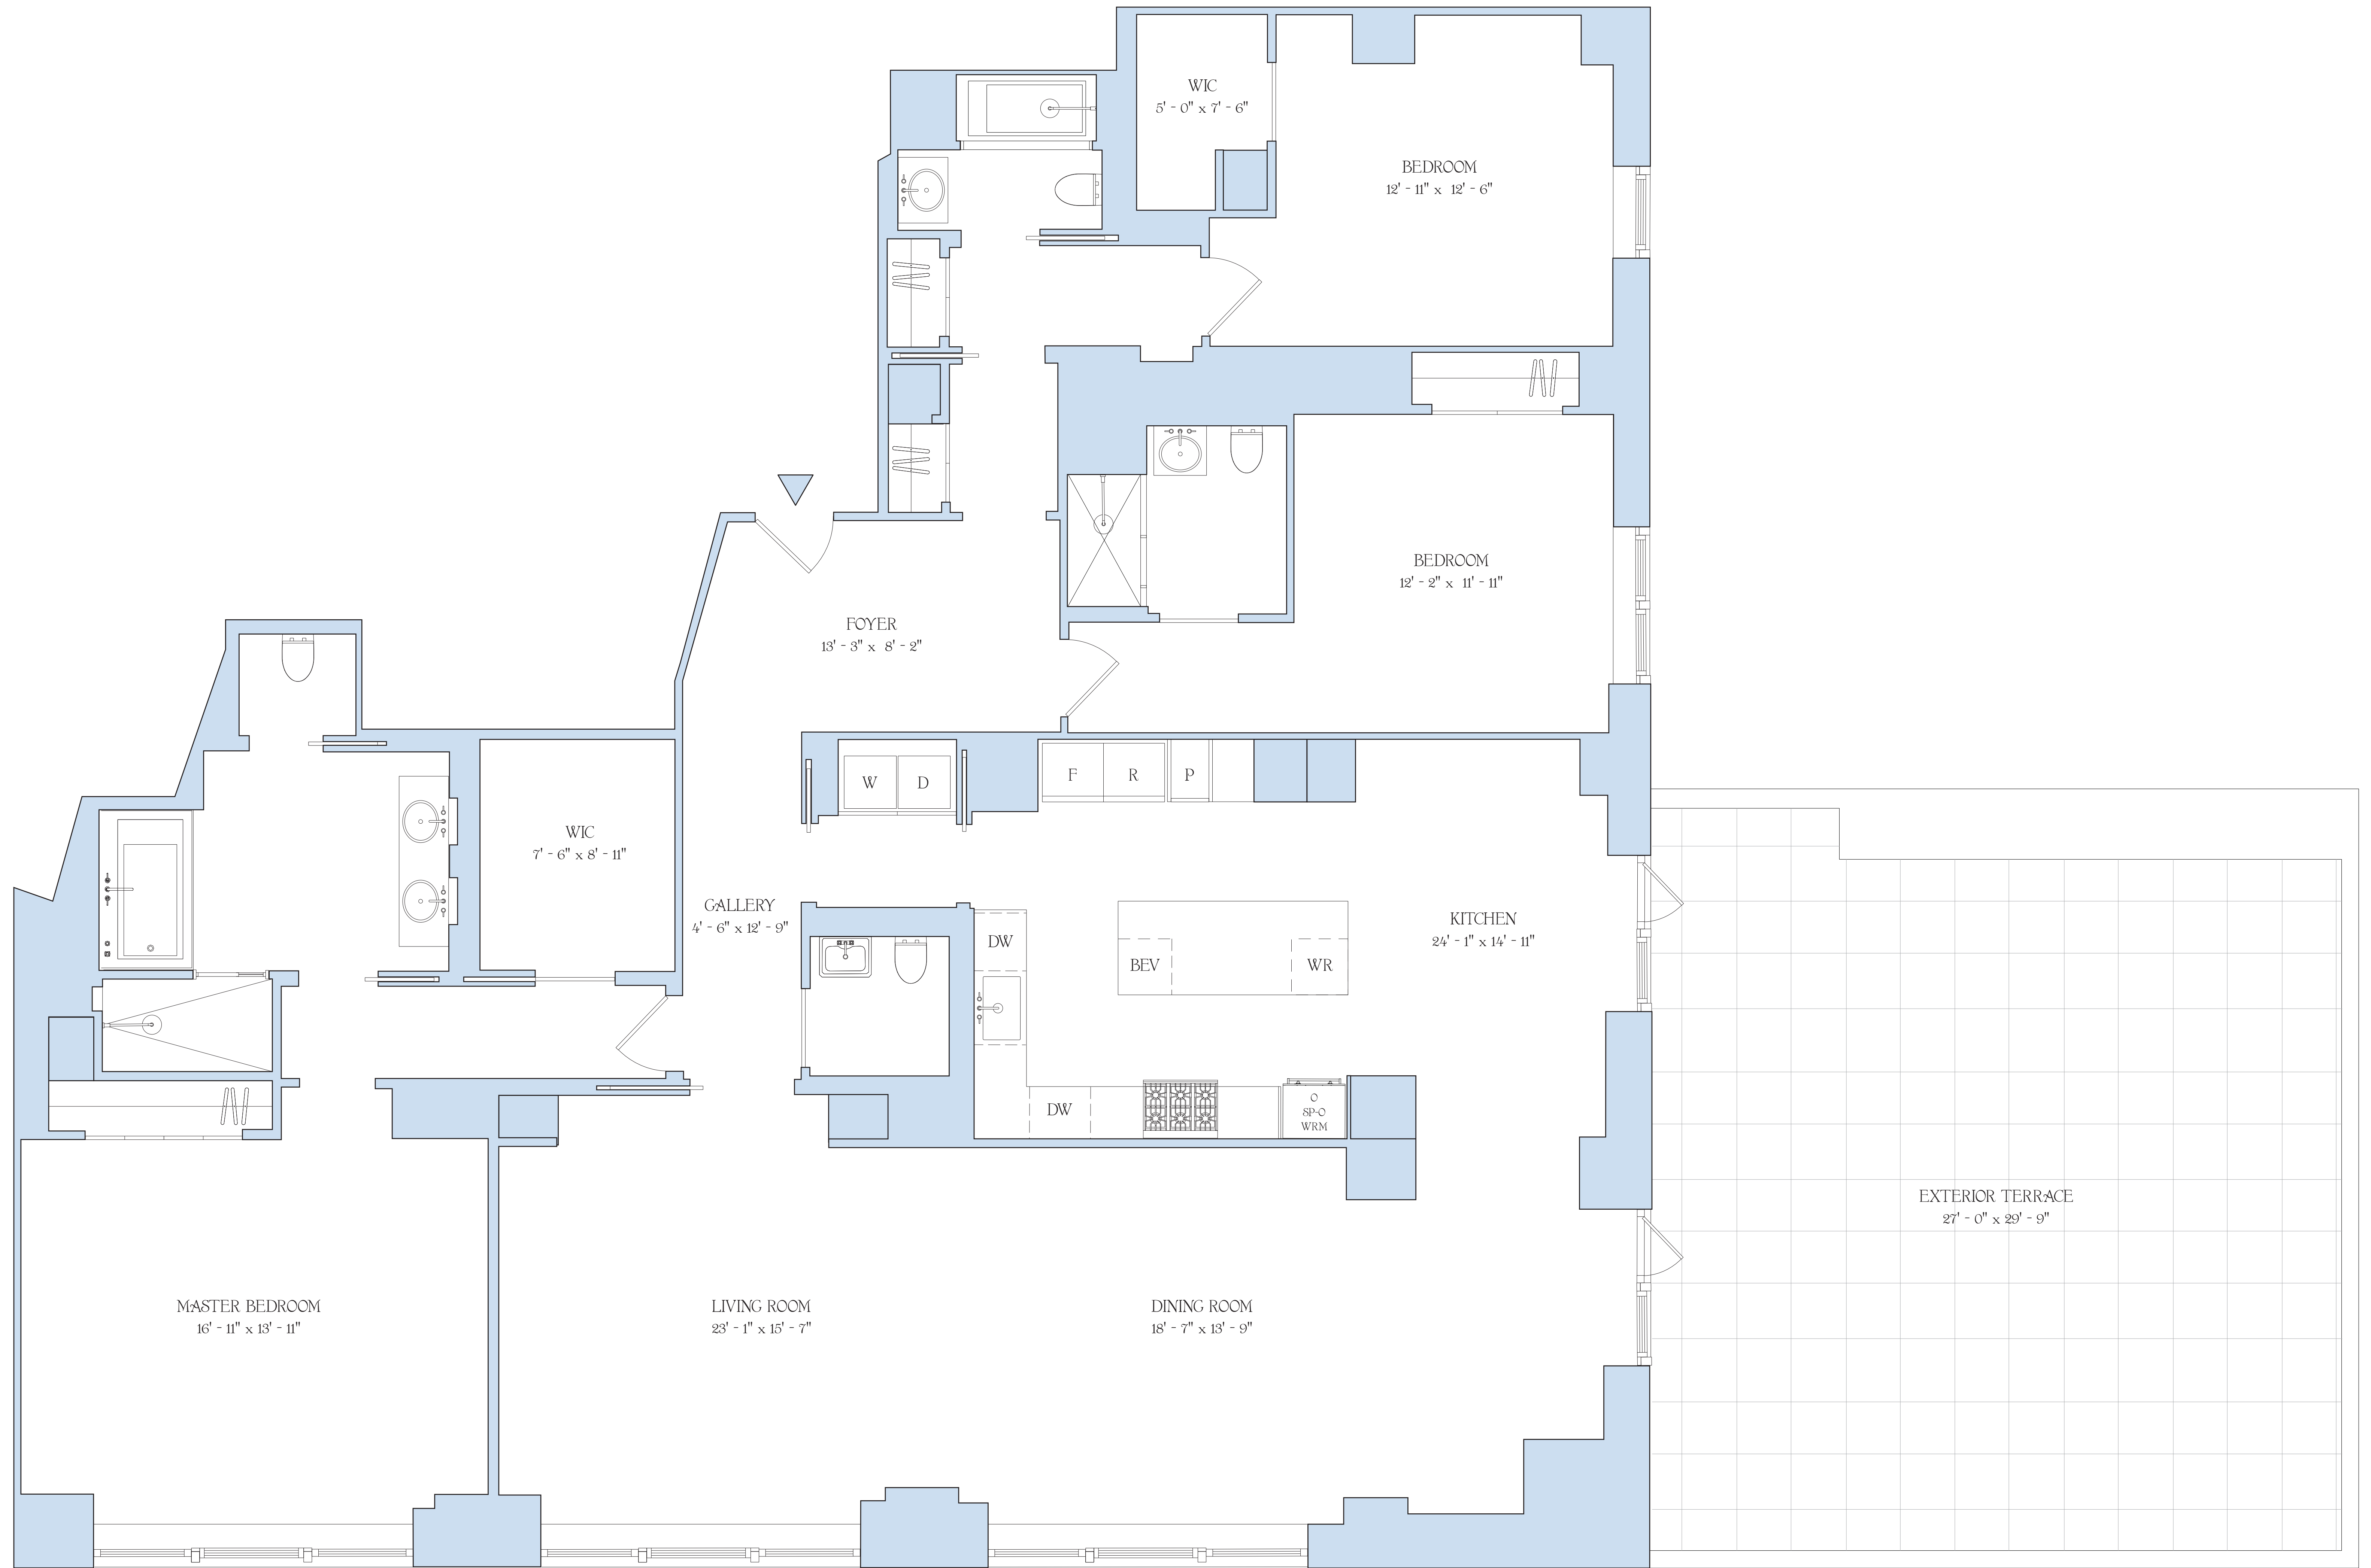 WIC
5' - 0" x 7' - 6"
BEDROOM
12' - 11" x 12' - 6"
BEDROOM
12' - 2" x 11' - 11"
FOYER
13' - 3" x 8' - 2"
W
D
F
R
P
WIC
7' - 6" x 8' - 11"
GALLERY
4' - 6" x 12' - 9"
DW
BEV
WR
KITCHEN
24' - 1" x 14' - 11"
DW
O
SP-O
WRM
EXTERIOR TERRACE
27' - 0" x 29' - 9"
MASTER BEDROOM
16' - 11" x 13' - 11"
LIVING ROOM
23' - 1" x 15' - 7"
DINING ROOM
18' - 7" x 13' - 9"